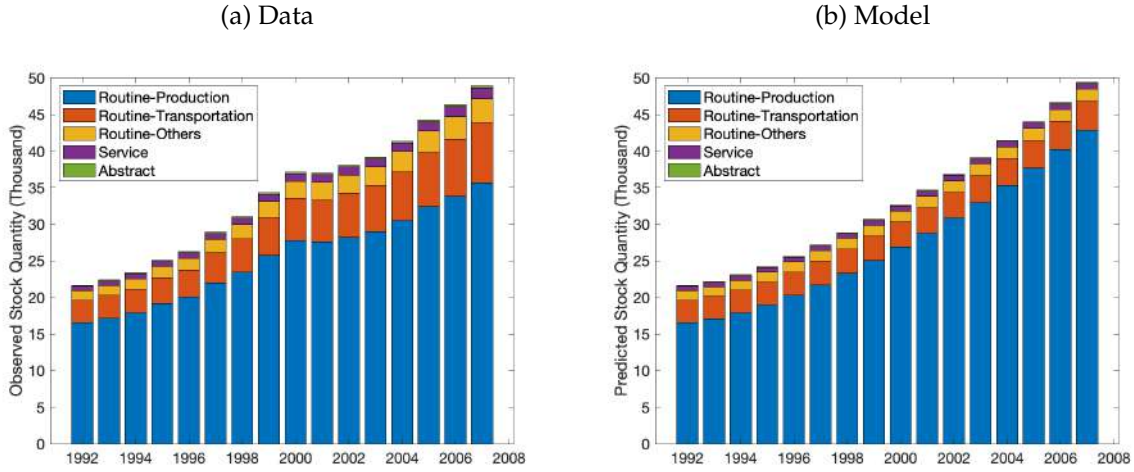 (a) Data
Observed Stock Quantity (Thousand)
50
45
40
35
30
25
20
15
10
5
0
Routine-Production
Routine-Transportation
Routine-Others
Service
Abstract
1992 1994 1996 1998 2000 2002 2004 2006 2008
(b) Model
Predicted Stock Quantity (Thousand)
50
45
40
35
30
25
20
15
10
5
0
Routine-Production
Routine-Transportation
Routine-Others
Service
Abstract
1992 1994 1996 1998 2000 2002 2004 2006 2008